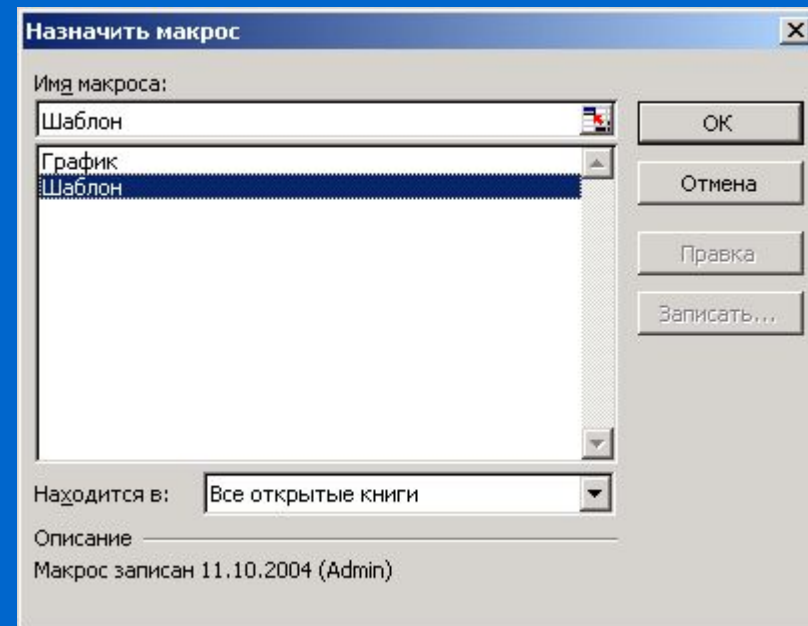 Назначить макрос
Имя макроса:
Шаблон
ОК
График
Шаблон
Отмена
Правка
Записать...
Находится в: Все открытые книги
Описание
Макрос записан 11.10.2004 (Admin)